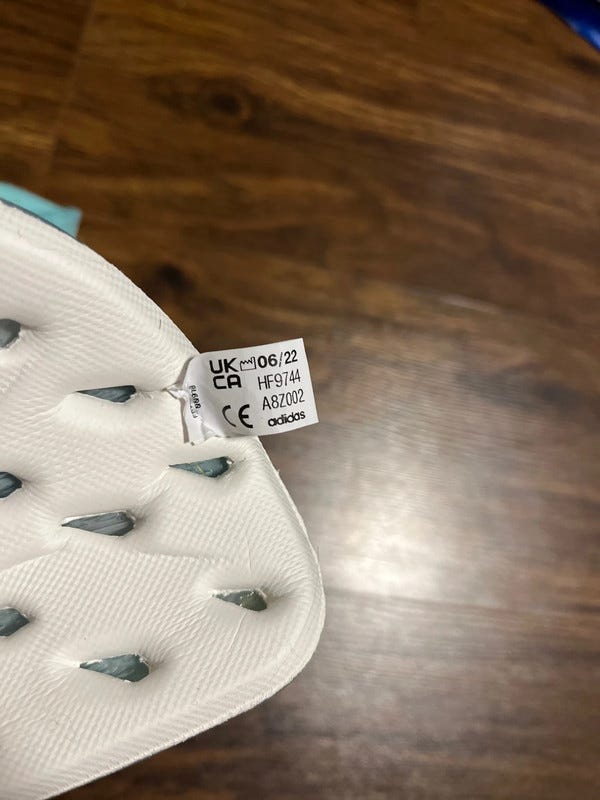 UK
CA
06/22
HF9744
A8Z002
CE
adidas